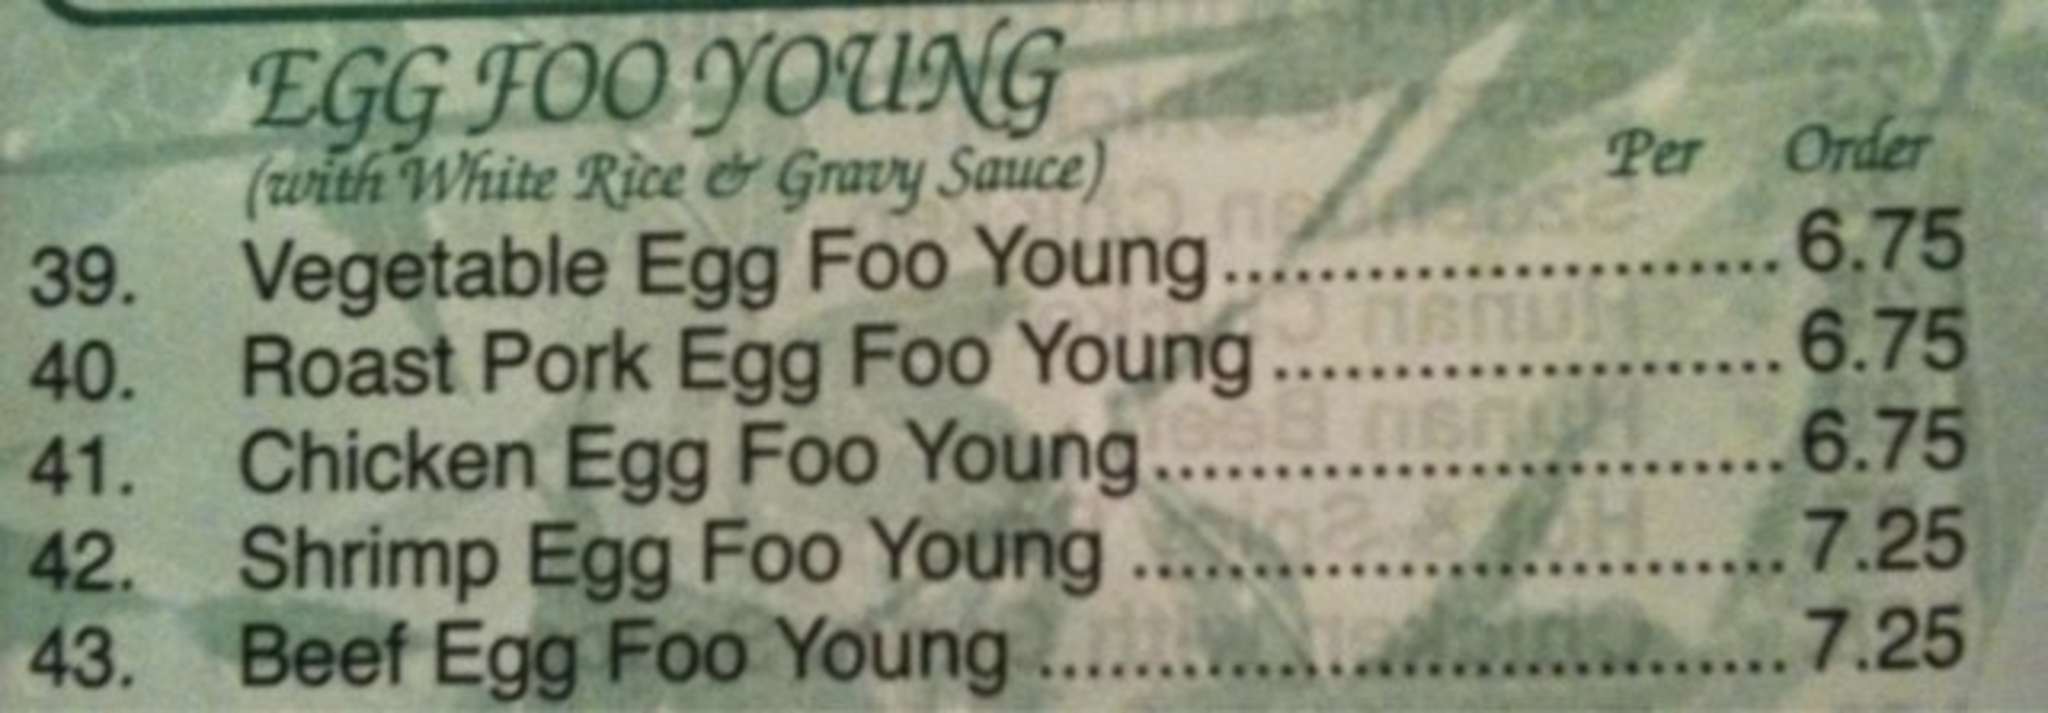 EGG FOO YOUNG
(with White Rice & Gravy Sauce) Per Order
39. Vegetable Egg Foo Young........................6.75
40. Roast Pork Egg Foo Young ......................6.75
41. Chicken Egg Foo Young...........................6.75
42. Shrimp Egg Foo Young ............................7.25
43. Beef Egg Foo Young ................................7.25